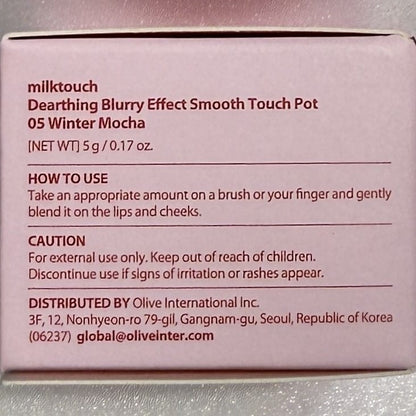 milktouch
Dearthing Blurry Effect Smooth Touch Pot
05 Winter Mocha
[NET WT] 5 g / 0.17 oz.
HOW TO USE
Take an appropriate amount on a brush or your finger and gently
blend it on the lips and cheeks.
CAUTION
For external use only. Keep out of reach of children.
Discontinue use if signs of irritation or rashes appear.
DISTRIBUTED BY Olive International Inc.
3F, 12, Nonhyeon-ro 79-gil, Gangnam-gu, Seoul, Republic of Korea
(06237) global@oliveinter.com